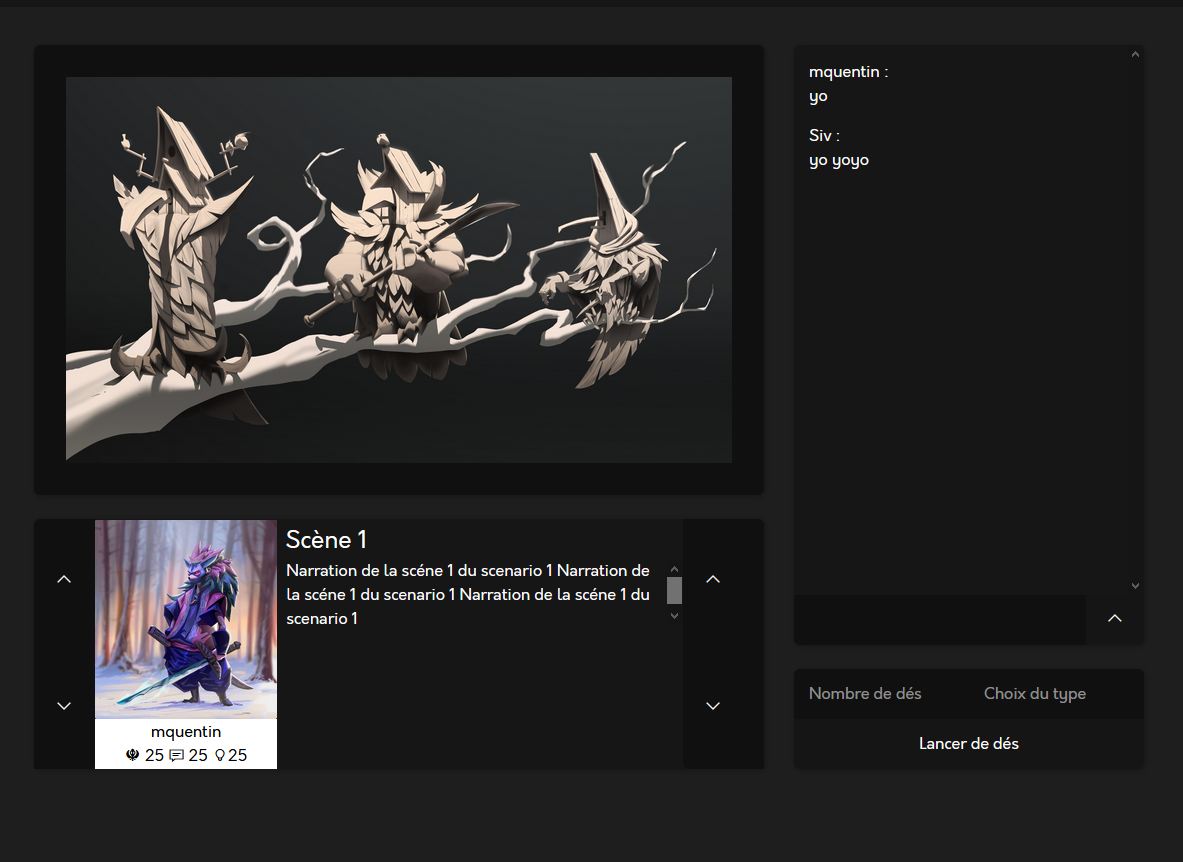 mquentin :
yo
Siv :
yo yoyo
Scène 1
Narration de la scéne 1 du scenario 1 Narration de
la scéne 1 du scenario 1 Narration de la scéne 1 du
scenario 1
mquentin
25 25 25
Nombre de dés Choix du type
Lancer de dés